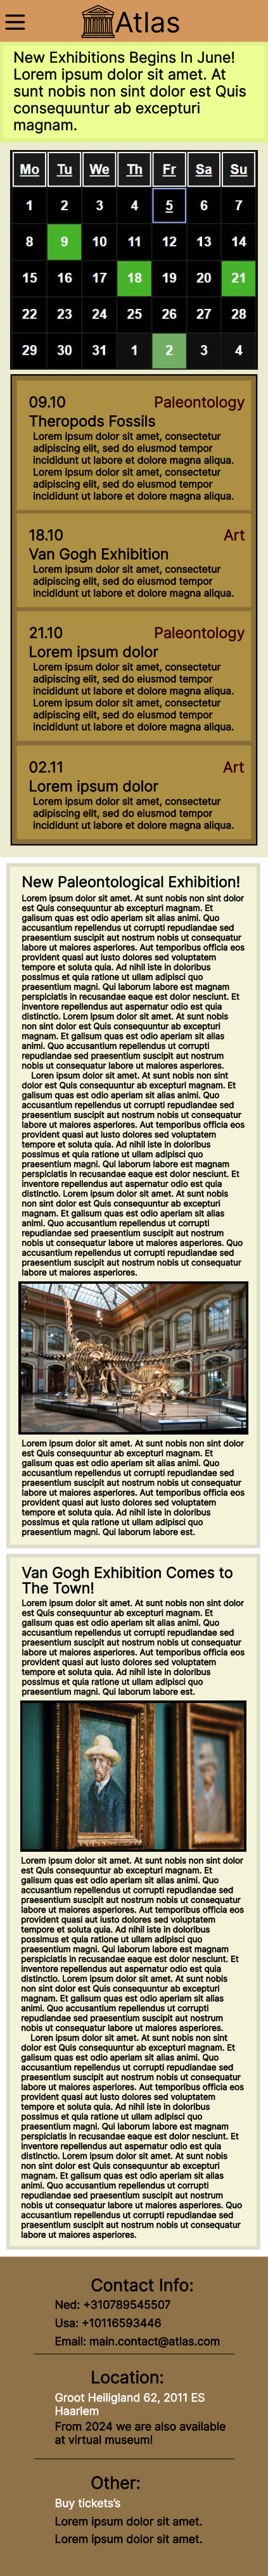 Atlas
New Exhibitions Begins In June!
Lorem ipsum dolor sit amet. At
sunt nobis non sint dolor est Quis
consequuntur ab excepturi
magnam.
Mo Tu We Th Fr Sa Su
1 2 3 4 5 6 7
8 9 10 11 12 13 14
15 16 17 18 19 20 21
22 23 24 25 26 27 28
29 30 31 1 2 3 4
09.10 Paleontology
Theropods Fossils
Lorem ipsum dolor sit amet, consectetur
adipiscing elit, sed do eiusmod tempor
incididunt ut labore et dolore magna aliqua.
Lorem ipsum dolor sit amet, consectetur
adipiscing elit, sed do eiusmod tempor
incididunt ut labore et dolore magna aliqua.
18.10 Art
Van Gogh Exhibition
Lorem ipsum dolor sit amet, consectetur
adipiscing elit, sed do eiusmod tempor
incididunt ut labore et dolore magna aliqua.
21.10 Paleontology
Lorem ipsum dolor
Lorem ipsum dolor sit amet, consectetur
adipiscing elit, sed do eiusmod tempor
incididunt ut labore et dolore magna aliqua.
Lorem ipsum dolor sit amet, consectetur
adipiscing elit, sed do eiusmod tempor
incididunt ut labore et dolore magna aliqua.
02.11 Art
Lorem ipsum dolor
Lorem ipsum dolor sit amet, consectetur
adipiscing elit, sed do eiusmod tempor
incididunt ut labore et dolore magna aliqua.
New Paleontological Exhibition!
Lorem ipsum dolor sit amet. At sunt nobis non sint dolor
est Quis consequuntur ab excepturi magnam. Et
galisum quas est odio aperiam sit alias animi. Quo
accusantium repellendus ut corrupti repudiandae sed
praesentium suscipit aut nostrum nobis ut consequatur
labore ut maiores asperiores. Aut temporibus officia eos
provident quasi aut iusto dolores sed voluptatem
tempore et soluta quia. Ad nihil iste in doloribus
possimus et quia ratione ut ullam adipisci quo
praesentium magni. Qui laborum labore est magnam
perspiciatis in recusandae eaque est dolor nesciunt. Et
inventore repellendus aut aspernatur odio est quia
distinctio. Lorem ipsum dolor sit amet. At sunt nobis
non sint dolor est Quis consequuntur ab excepturi
magnam. Et galisum quas est odio aperiam sit alias
animi. Quo accusantium repellendus ut corrupti
repudiandae sed praesentium suscipit aut nostrum
nobis ut consequatur labore ut maiores asperiores.
Lorem ipsum dolor sit amet. At sunt nobis non sint
dolor est Quis consequuntur ab excepturi magnam. Et
galisum quas est odio aperiam sit alias animi. Quo
accusantium repellendus ut corrupti repudiandae sed
praesentium suscipit aut nostrum nobis ut consequatur
labore ut maiores asperiores. Aut temporibus officia eos
provident quasi aut iusto dolores sed voluptatem
tempore et soluta quia. Ad nihil iste in doloribus
possimus et quia ratione ut ullam adipisci quo
praesentium magni. Qui laborum labore est magnam
perspiciatis in recusandae eaque est dolor nesciunt. Et
inventore repellendus aut aspernatur odio est quia
distinctio. Lorem ipsum dolor sit amet. At sunt nobis
non sint dolor est Quis consequuntur ab excepturi
magnam. Et galisum quas est odio aperiam sit alias
animi. Quo accusantium repellendus ut corrupti
repudiandae sed praesentium suscipit aut nostrum
nobis ut consequatur labore ut maiores asperiores. Quo
accusantium repellendus ut corrupti repudiandae sed
praesentium suscipit aut nostrum nobis ut consequatur
labore ut maiores asperiores.
Lorem ipsum dolor sit amet. At sunt nobis non sint dolor
est Quis consequuntur ab excepturi magnam. Et
galisum quas est odio aperiam sit alias animi. Quo
accusantium repellendus ut corrupti repudiandae sed
praesentium suscipit aut nostrum nobis ut consequatur
labore ut maiores asperiores. Aut temporibus officia eos
provident quasi aut iusto dolores sed voluptatem
tempore et soluta quia. Ad nihil iste in doloribus
possimus et quia ratione ut ullam adipisci quo
praesentium magni. Qui laborum labore est.
Van Gogh Exhibition Comes to
The Town!
Lorem ipsum dolor sit amet. At sunt nobis non sint dolor
est Quis consequuntur ab excepturi magnam. Et
galisum quas est odio aperiam sit alias animi. Quo
accusantium repellendus ut corrupti repudiandae sed
praesentium suscipit aut nostrum nobis ut consequatur
labore ut maiores asperiores. Aut temporibus officia eos
provident quasi aut iusto dolores sed voluptatem
tempore et soluta quia. Ad nihil iste in doloribus
possimus et quia ratione ut ullam adipisci quo
praesentium magni. Qui laborum labore est.
Lorem ipsum dolor sit amet. At sunt nobis non sint dolor
est Quis consequuntur ab excepturi magnam. Et
galisum quas est odio aperiam sit alias animi. Quo
accusantium repellendus ut corrupti repudiandae sed
praesentium suscipit aut nostrum nobis ut consequatur
labore ut maiores asperiores. Aut temporibus officia eos
provident quasi aut iusto dolores sed voluptatem
tempore et soluta quia. Ad nihil iste in doloribus
possimus et quia ratione ut ullam adipisci quo
praesentium magni. Qui laborum labore est magnam
perspiciatis in recusandae eaque est dolor nesciunt. Et
inventore repellendus aut aspernatur odio est quia
distinctio. Lorem ipsum dolor sit amet. At sunt nobis
non sint dolor est Quis consequuntur ab excepturi
magnam. Et galisum quas est odio aperiam sit alias
animi. Quo accusantium repellendus ut corrupti
repudiandae sed praesentium suscipit aut nostrum
nobis ut consequatur labore ut maiores asperiores.
Loren ipsum dolor sit amet. At sunt nobis non sint
dolor est Quis consequuntur ab excepturi magnam. Et
galisum quas est odio aperiam sit alias animi. Quo
accusantium repellendus ut corrupti repudiandae sed
praesentium suscipit aut nostrum nobis ut consequatur
labore ut maiores asperiores. Aut temporibus officia eos
provident quasi aut iusto dolores sed voluptatem
tempore et soluta quia. Ad nihil iste in doloribus
possimus et quia ratione ut ullam adipisci quo
praesentium magni. Qui laborum labore est magnam
perspiciatis in recusandae eaque est dolor nesciunt. Et
inventore repellendus aut aspernatur odio est quia
distinctio. Lorem ipsum dolor sit amet. At sunt nobis
non sint dolor est Quis consequuntur ab excepturi
magnam. Et galisum quas est odio aperiam sit alias
animi. Quo accusantium repellendus ut corrupti
repudiandae sed praesentium suscipit aut nostrum
nobis ut consequatur labore ut maiores asperiores. Quo
accusantium repellendus ut corrupti repudiandae sed
praesentium suscipit aut nostrum nobis ut consequatur
labore ut maiores asperiores.
Contact Info:
Ned: +310789545507
Usa: +10116593446
Email: main.contact@atlas.com
Location:
Groot Heiligland 62, 2011 ES
Haarlem
From 2024 we are also available
at virtual museum!
Other:
Buy tickets's
Lorem ipsum dolor sit amet.
Lorem ipsum dolor sit amet.